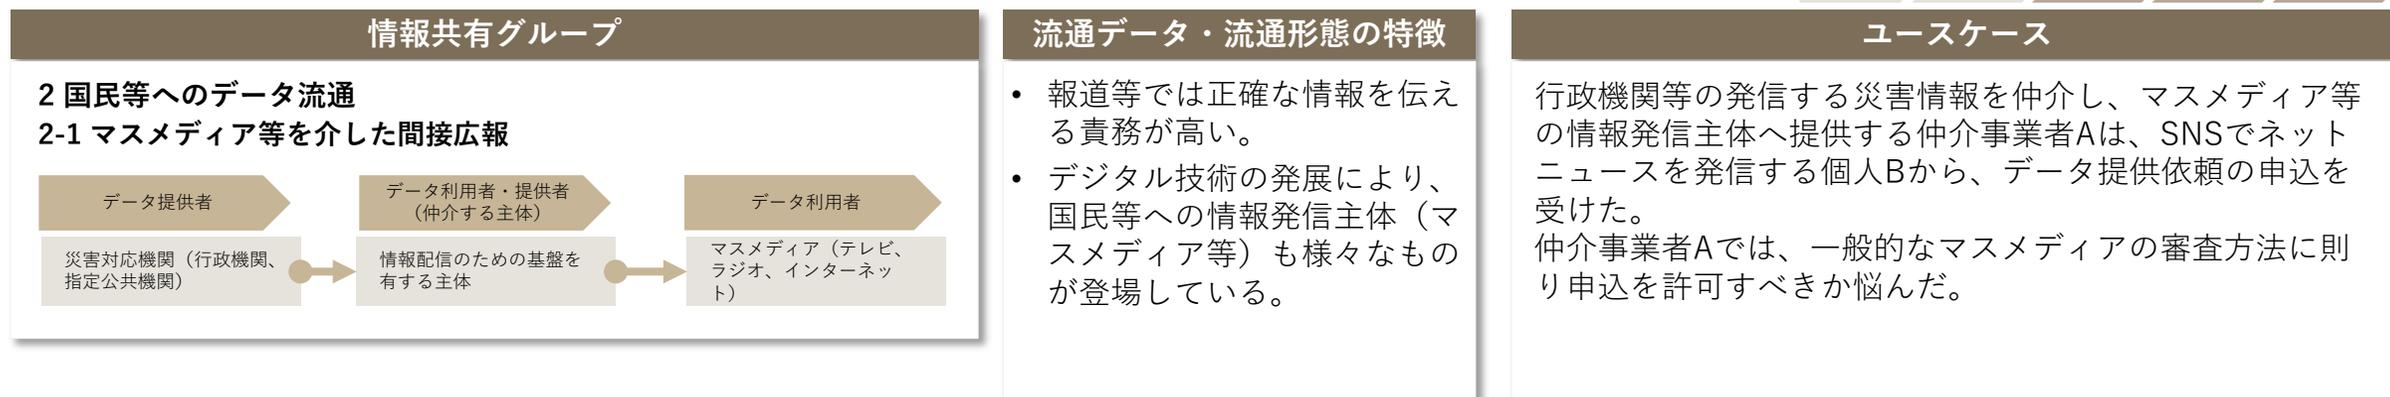 情報共有グループ
2 国民等へのデータ流通
2-1 マスメディア等を介した間接広報
データ提供者
データ利用者・提供者
（仲介する主体）
データ利用者
災害対応機関（行政機関、
指定公共機関）
情報配信のための基盤を
有する主体
マスメディア（テレビ、
ラジオ、インターネッ
ト）
流通データ・流通形態の特徴
• 報道等では正確な情報を伝え
る責務が高い。
• デジタル技術の発展により、
国民等への情報発信主体（マ
スメディア等）も様々なもの
が登場している。
ユースケース
行政機関等の発信する災害情報を仲介し、マスメディア等
の情報発信主体へ提供する仲介事業者Aは、SNSでネット
ニュースを発信する個人Bから、データ提供依頼の申込を
受けた。
仲介事業者Aでは、一般的なマスメディアの審査方法に則
り申込を許可すべきか悩んだ。